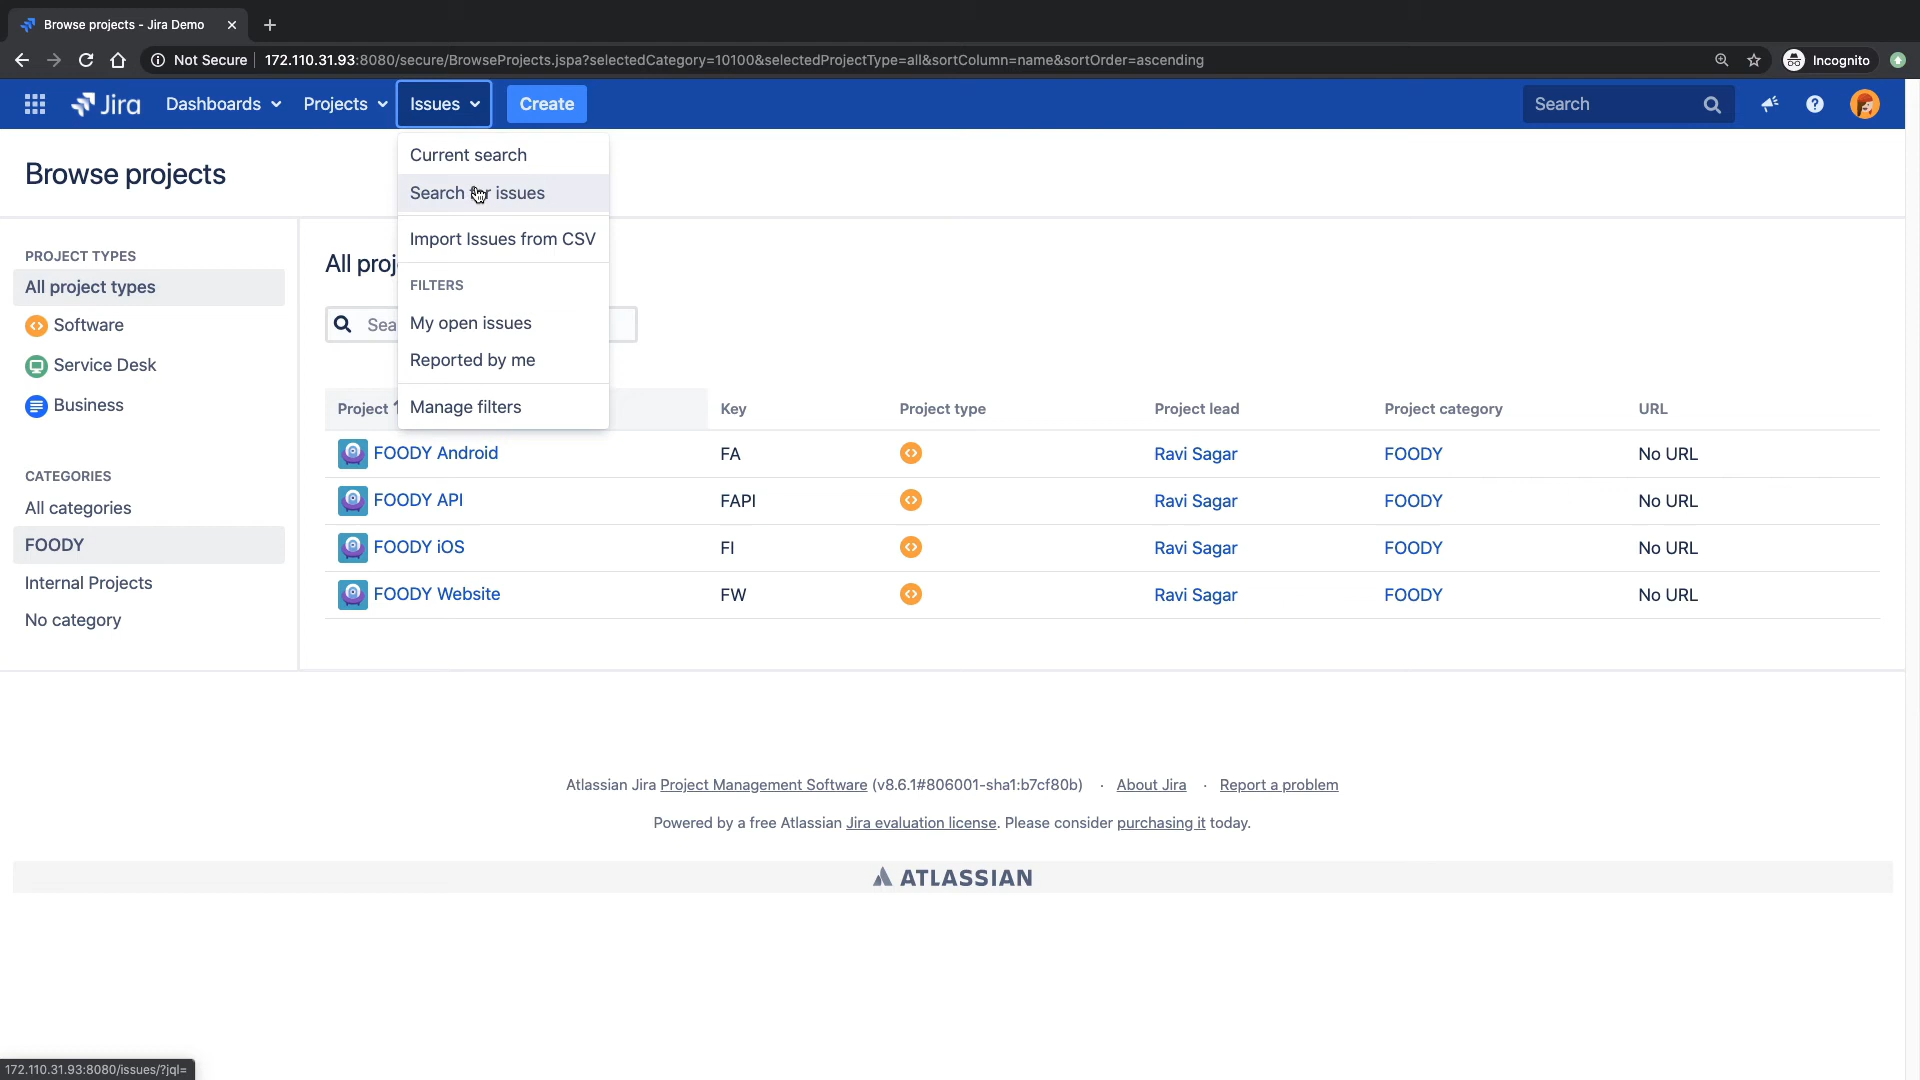 Browse projects - Jira Demo
Not Secure 172.110.31.93:8080/secure/BrowseProjects.jspa?selectedCategory=10100&selectedProjectType=all&sortColumn=name&sortOrder=ascending Incognito
Jira Dashboards Projects Issues Create Search
Current search
Browse projects
Search for issues
Import Issues from CSV
PROJECT TYPES
All project types
Software
Service Desk
Business
CATEGORIES
All categories
FOODY
Internal Projects
No category
All proj
Sea
FILTERS
My open issues
Reported by me
Manage filters
Project Key Project type Project lead Project category URL
FOODY Android FA Ravi Sagar FOODY No URL
FOODY API FAPI Ravi Sagar FOODY No URL
FOODY iOS FI Ravi Sagar FOODY No URL
FOODY Website FW Ravi Sagar FOODY No URL
Atlassian Jira Project Management Software (v8.6.1#806001-sha1:b7cf80b) · About Jira · Report a problem
Powered by a free Atlassian Jira evaluation license. Please consider purchasing it today.
ATLASSIAN
172.110.31.93:8080/issues/?jql=